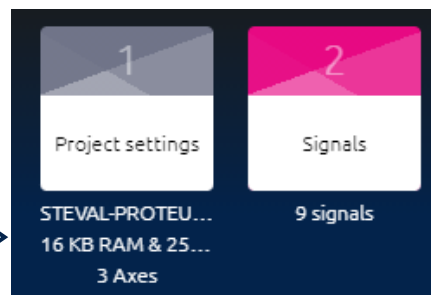 1
2
Project settings
Signals
STEVAL-PROTEU...
9 signals
16 KB RAM & 25...
3 Axes